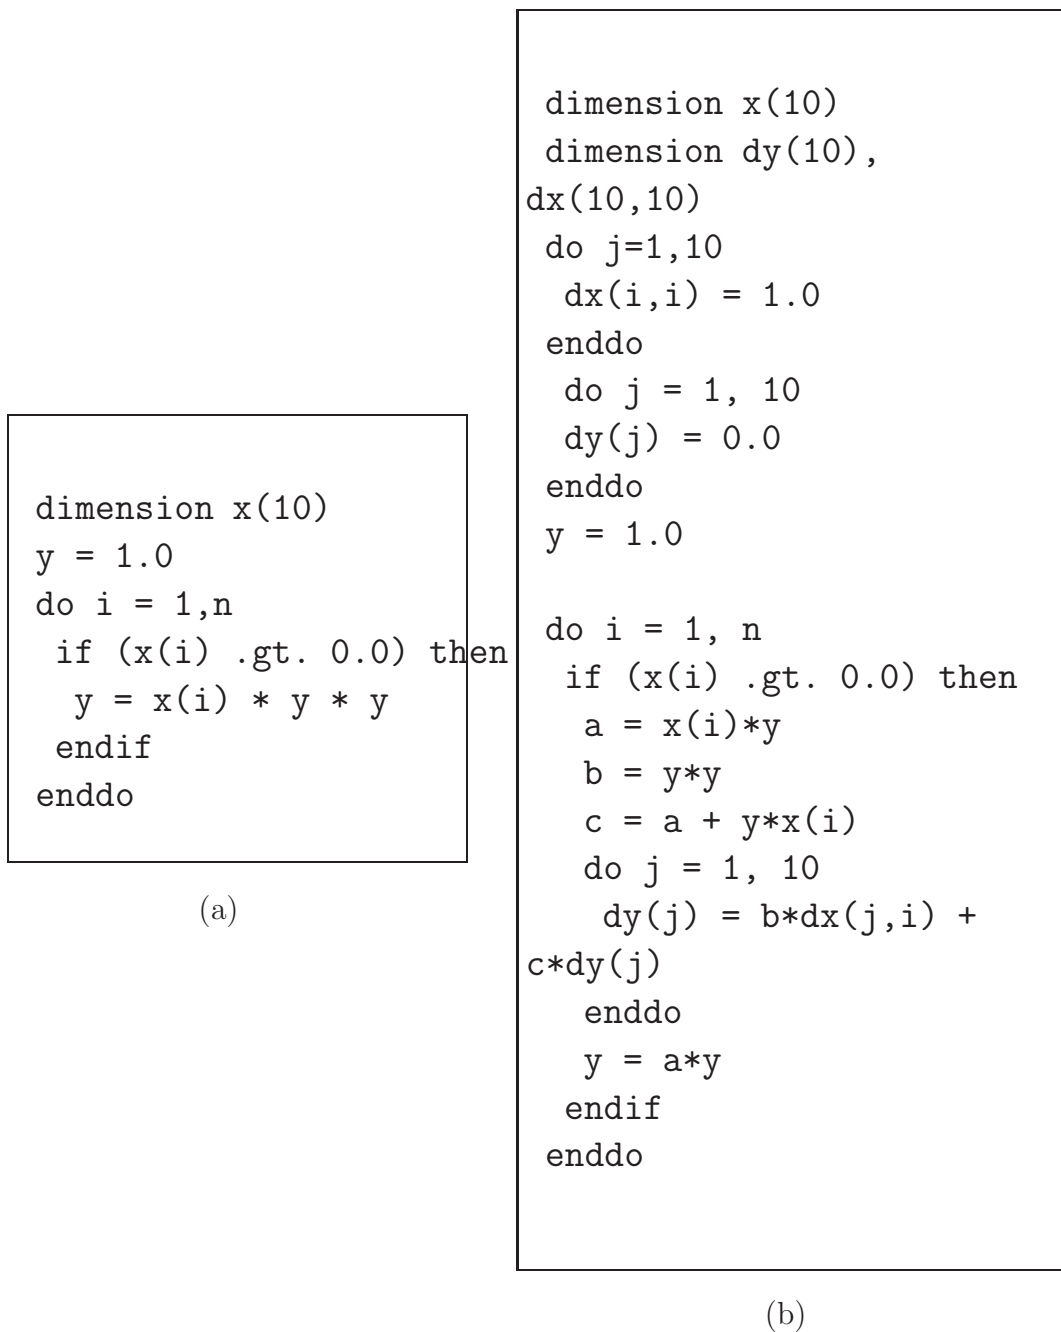 dimension x(10)
y = 1.0
do i = 1,n
if (x(i) .gt. 0.0) then
y = x(i) * y * y
endif
enddo
(a)
dimension x(10)
dimension dy(10),
dx(10,10)
do j=1,10
dx(i,i) = 1.0
enddo
do j = 1, 10
dy(j) = 0.0
enddo
y = 1.0
do i = 1, n
if (x(i) .gt. 0.0) then
a = x(i)*y
b = y*y
c = a + y*x(i)
do j = 1, 10
dy(j) = b*dx(j,i) +
c*dy(j)
enddo
y = a*y
endif
enddo
(b)